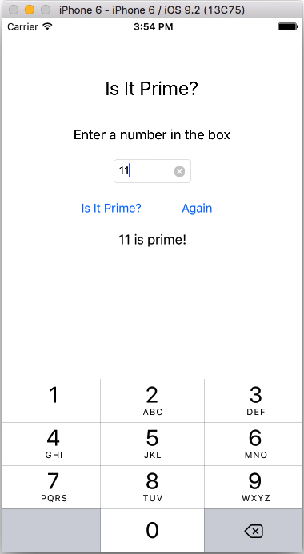 iPhone 6 - iPhone 6 / iOS 9.2 (13C75)
Carrier 3:54 PM
Is It Prime?
Enter a number in the box
11
Is It Prime? Again
11 is prime!
1 2 3
ABC DEF
4 5 6
GHI JKL MNO
7 8 9
PQRS TUV WXYZ
0